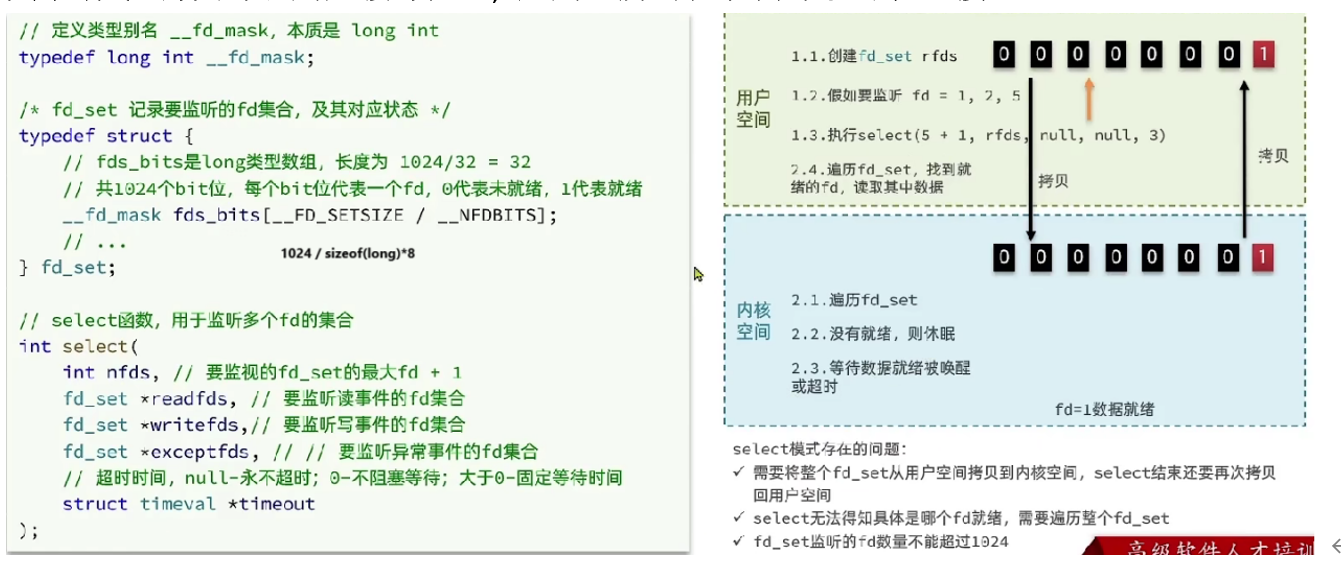 // 定义类型别名 __fd_mask，本质是 long int
typedef long int __fd_mask;
/* fd_set 记录要监听的fd集合，及其对应状态 */
typedef struct {
// fds_bits是long类型数组，长度为 1024/32 = 32
// 共1024个bit位，每个bit位代表一个fd，0代表未就绪，1代表就绪
__fd_mask fds_bits[__FD_SETSIZE / __NFDBITS];
// ...
1024 / sizeof(long)*8
} fd_set;
// select函数，用于监听多个fd的集合
int select(
int nfds, // 要监视的fd_set的最大fd + 1
fd_set *readfds, // 要监听读事件的fd集合
fd_set *writefds,// 要监听写事件的fd集合
fd_set *exceptfds, // // 要监听异常事件的fd集合
// 超时时间，null-永不超时；0-不阻塞等待；大于0-固定等待时间
struct timeval *timeout
);
用户
空间
1.1.创建fd_set rfds
0 0 0 0 0 0 0 1
1.2.假如要监听 fd = 1, 2, 5
1.3.执行select(5 + 1, rfds, null, null, 3)
2.4.遍历fd_set，找到就
绪的fd，读取其中数据
拷贝
拷贝
0 0 0 0 0 0 0 1
内核
空间
2.1.遍历fd_set
2.2.没有就绪，则休眠
2.3.等待数据就绪被唤醒
或超时
fd=1数据就绪
select模式存在的问题：
✓ 需要将整个fd_set从用户空间拷贝到内核空间，select结束还要再次拷贝
回用户空间
✓ select无法得知具体是哪个fd就绪，需要遍历整个fd_set
✓ fd_set监听的fd数量不能超过1024
高级软件人才培训